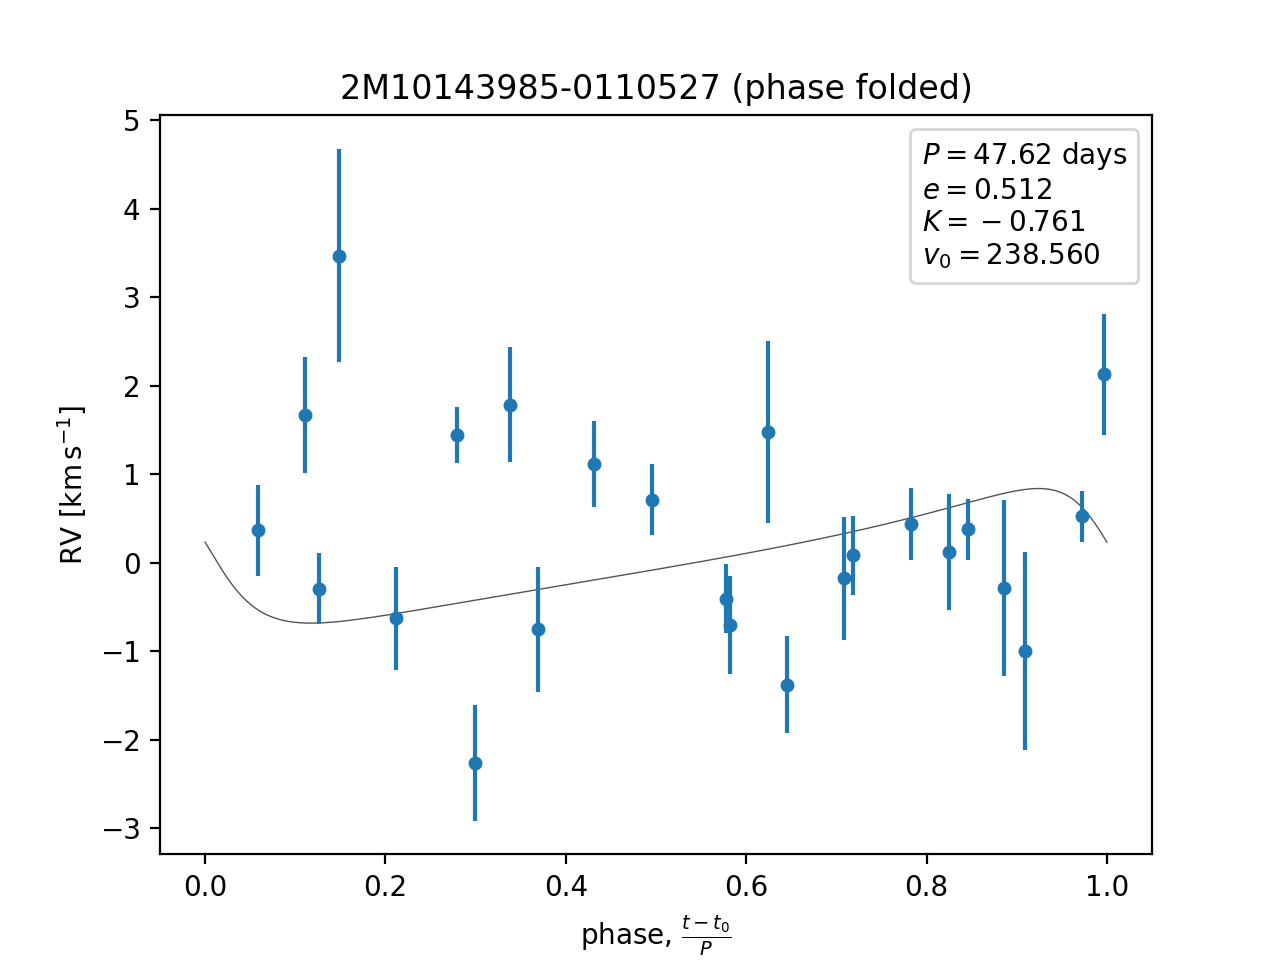 2M10143985-0110527 (phase folded)
P = 47.62 days
e = 0.512
K = −0.761
v₀ = 238.560
5
4
3
2
1
0
−1
−2
−3
RV [km s⁻¹]
0.0 0.2 0.4 0.6 0.8 1.0
phase, (t − t₀)/P